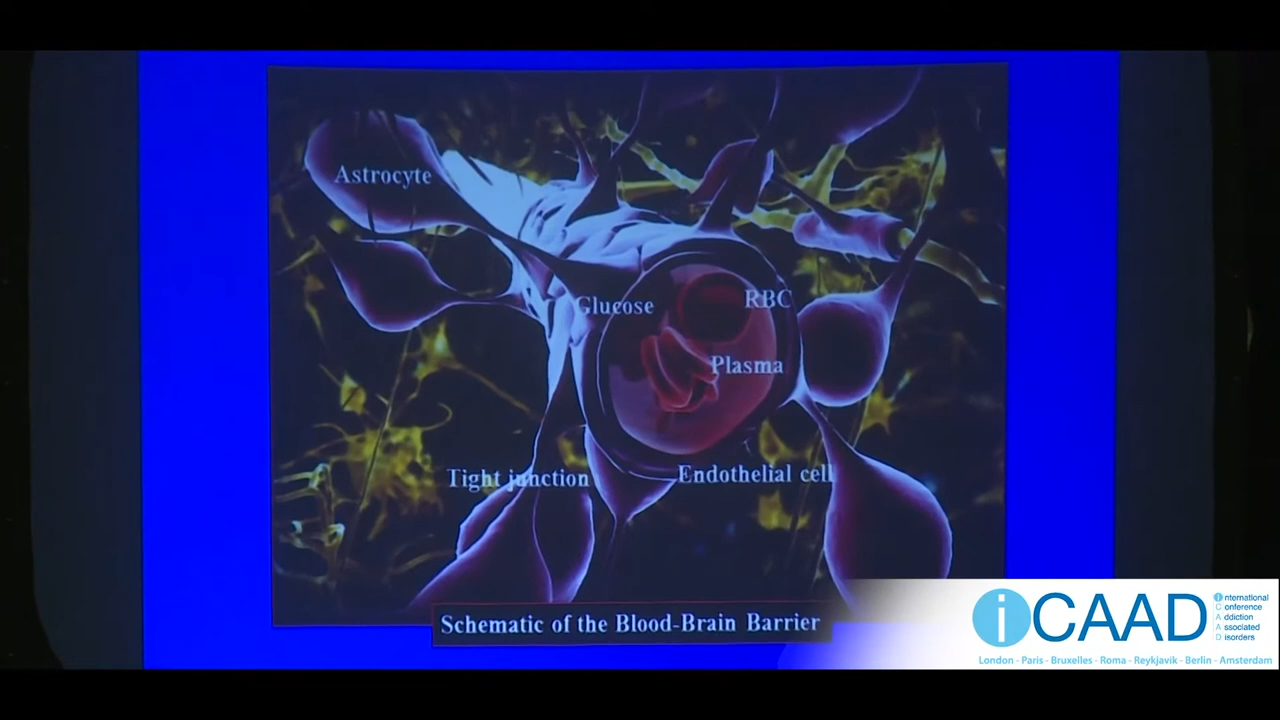 Astrocyte
Glucose
RBC
Plasma
Tight junction
Endothelial cell
Schematic of the Blood-Brain Barrier
iCAAD
international
Conference
Addiction
Associated
Disorders
London - Paris - Bruxelles - Roma - Reykjavík - Berlin - Amsterdam